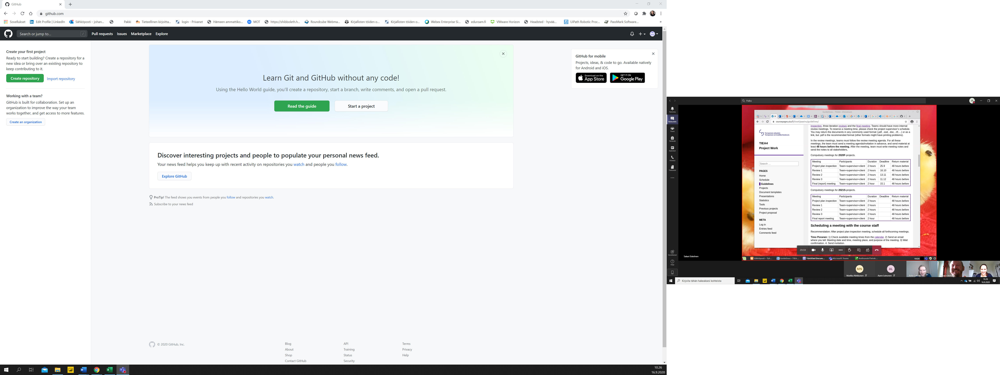 GitHub
github.com
Sovellukset
Edit Profile | LinkedIn
Sähköposti – johan...
Pakki
Tieteellinen kirjoitta...
login - Privanet
Hämeen ammattiko...
MOT
https://shibboleth.h...
Roundcube Webma...
Kirjallisten töiden o...
Kirjallisten töiden o...
Webex Enterprise Si...
eduroam.fi
VMware Horizon
Headsted - hyvää...
UiPath Robotic Proc...
PassMark Software...
Search or jump to...
/
Pull requests
Issues
Marketplace
Explore
Create your first project
Ready to start building? Create a repository for a
new idea or bring over an existing repository to
keep contributing to it.
Create repository
Import repository
Working with a team?
GitHub is built for collaboration. Set up an
organization to improve the way your team
works together, and get access to more features.
Create an organization
Learn Git and GitHub without any code!
Using the Hello World guide, you’ll create a repository, start a branch, write comments, and open a pull request.
Read the guide
Start a project
Discover interesting projects and people to populate your personal news feed.
Your news feed helps you keep up with recent activity on repositories you watch and people you follow.
Explore GitHub
ProTip! The feed shows you events from people you follow and repositories you watch.
Subscribe to your news feed
GitHub for mobile
Projects, ideas, & code to go. Available natively
for Android and iOS.
Download on the
App Store
GET IT ON
Google Play
© 2020 GitHub, Inc.
Blog
About
Shop
Contact GitHub
API
Training
Status
Security
Terms
Privacy
Help
10.26
16.9.2020
Haku
JP
Toiminta
Keskustelu
Tiimit
Tehtävät
Kalenteri
Puhelut
Tiedostot
Sovellukset
Ohje
Guidelines – TIEA4 - Chromium
coursepages.uta.fi/tiea4/paasivu/guidelines/
Tampereen yliopisto
Tampereen ammattikorkeakoulu
TIEA4
Project Work
Search …
PAGES
Home
Schedule
Guidelines
Projects
Document templates
Presentations
Statistics
Tools
Previous projects
Project proposal
META
Log in
Entries feed
Comments feed
inspection, three iteration reviews and the final meeting. Teams should have more internal
review meetings. To reserve a meeting time, please check the project supervisor’s schedule.
You may return the documents in any commonly used format (.pdf, .ood, .doc, .rtf,...) or as a
link, but .pdf is the recommended format (other formats might have printing problems).
In the review meetings, teams must follow the review meeting agenda. For all these
meetings, the team must send a meeting agenda/invitation in advance, and send material at
least 48 hours before the meeting. After the meeting, team must write meeting notes and
send the notes to all stakeholders.
Compulsory meetings for 2020F-projects.
Meeting Participants Duration Deadline Return material
Project plan inspection Team+supervisor+client 2 hours 25.9 48 hours before
Review 1 Team+supervisor+client 2 hours 16.10 48 hours before
Review 2 Team+supervisor+client 2 hours 13.11 48 hours before
Review 3 Team+supervisor+client 2 hours 11.12 48 hours before
Final (report) meeting Team+supervisor+client 2 hour 15.1 48 hours before
Compulsory meetings for 2021S-projects.
Meeting Participants Duration Deadline Return material
Project plan inspection Team+supervisor+client 2 hours 48 hours before
Review 1 Team+supervisor+client 2 hours 48 hours before
Review 2 Team+supervisor+client 2 hours 48 hours before
Review 3 Team+supervisor+client 2 hours 48 hours before
Final report meeting Team+supervisor+client 2 hour 48 hours before
Scheduling a meeting with the course staff
Recommendation: After project plan inspection meeting, schedule all forthcoming meetings.
Timo Poranen: 1) Check available meeting times from the calendar. 2) Send an email
where you tell: Meeting date and time, meeting place, and purpose of the meeting. 3) Wait
confirmation. 4. Send invitation.
29:59
Sakari Eskelinen
Sähköposti – Tyb...
Guidelines – TIEA...
*Untitled Docum...
Microsoft Teams
KodinavainTietok...
10:26
MN
Markku Nirkkonen
AL
Aarre Leinonen
Kirjoita tähän hakeaksesi kohteista
10.26
16.9.2020